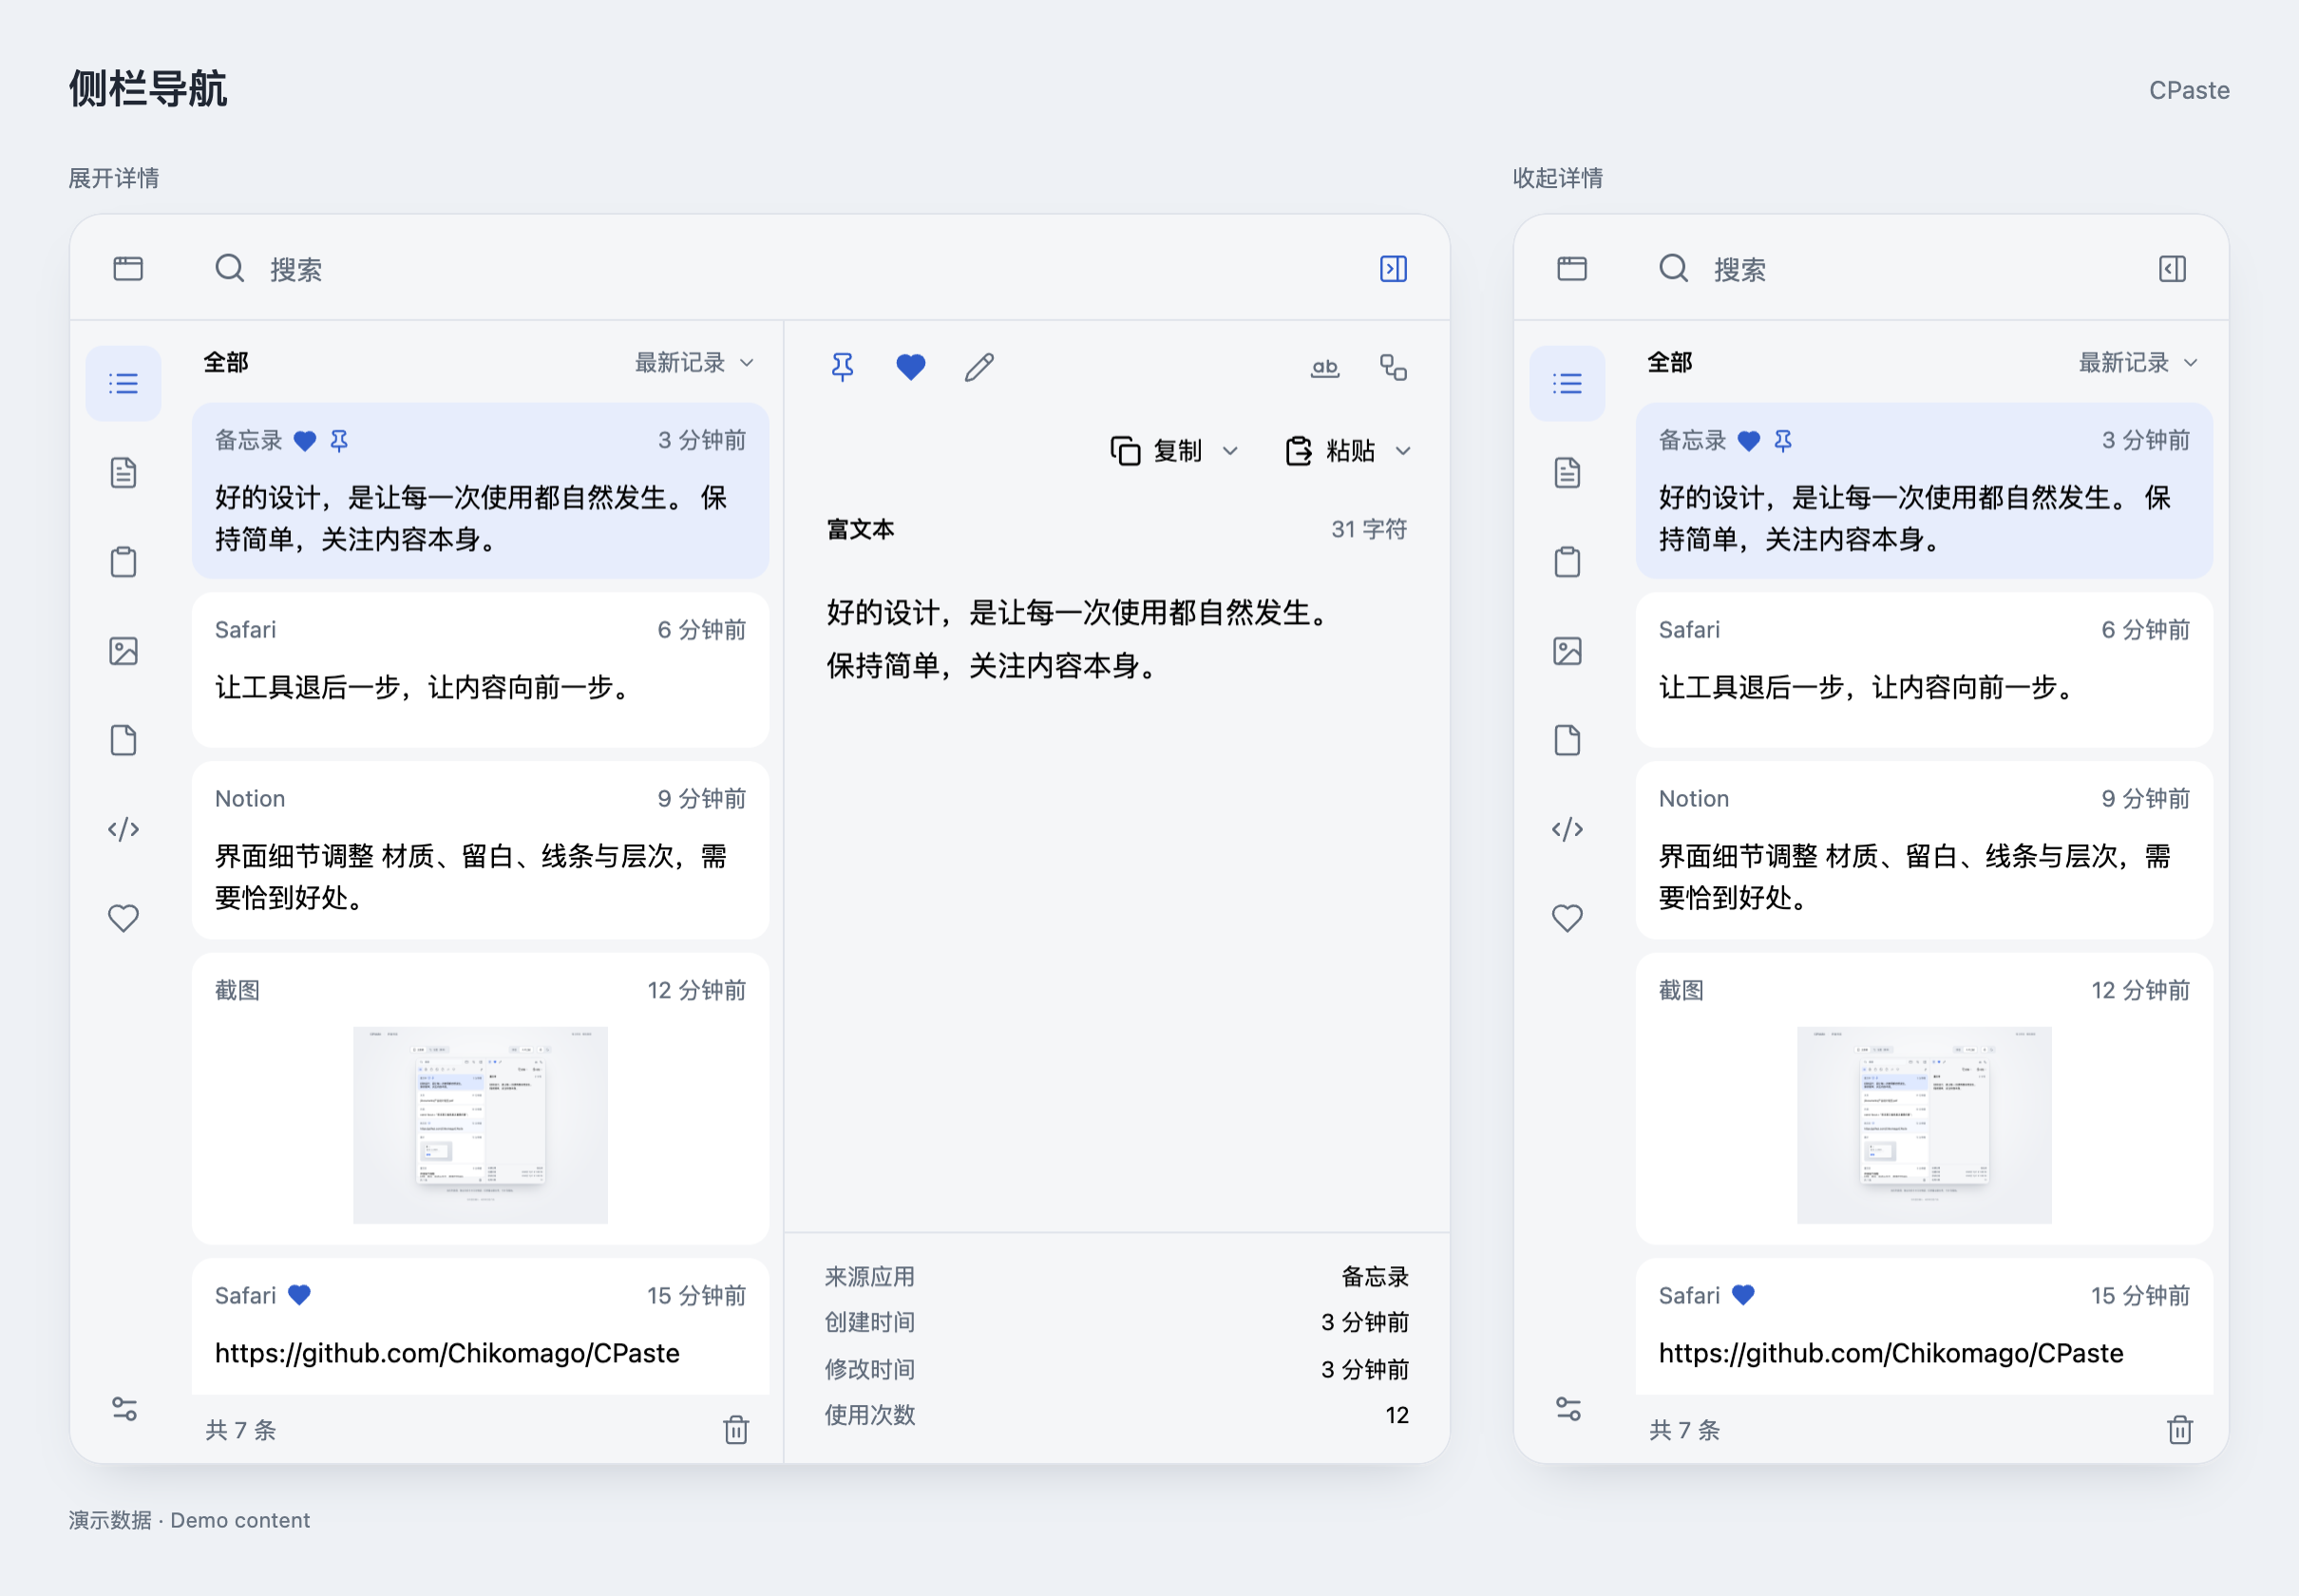 侧栏导航
CPaste
展开详情
搜索
全部
最新记录
备忘录
3 分钟前
好的设计，是让每一次使用都自然发生。 保
持简单，关注内容本身。
Safari
6 分钟前
让工具退后一步，让内容向前一步。
Notion
9 分钟前
界面细节调整 材质、留白、线条与层次，需
要恰到好处。
截图
12 分钟前
Safari
15 分钟前
https://github.com/Chikomago/CPaste
共 7 条
ab
复制
粘贴
富文本
31 字符
好的设计，是让每一次使用都自然发生。
保持简单，关注内容本身。
来源应用
备忘录
创建时间
3 分钟前
修改时间
3 分钟前
使用次数
12
收起详情
搜索
全部
最新记录
备忘录
3 分钟前
好的设计，是让每一次使用都自然发生。 保
持简单，关注内容本身。
Safari
6 分钟前
让工具退后一步，让内容向前一步。
Notion
9 分钟前
界面细节调整 材质、留白、线条与层次，需
要恰到好处。
截图
12 分钟前
Safari
15 分钟前
https://github.com/Chikomago/CPaste
共 7 条
演示数据 · Demo content